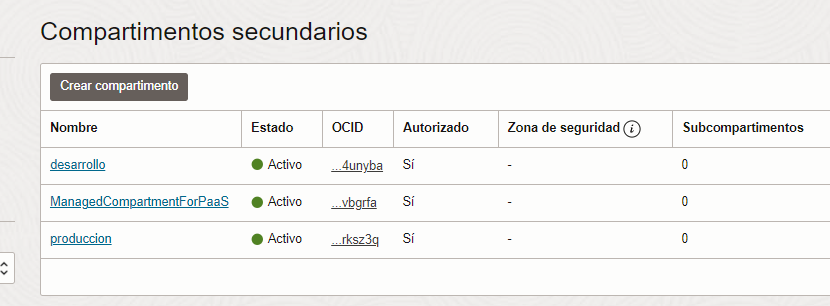 Compartimentos secundarios
Crear compartimento
Nombre Estado OCID Autorizado Zona de seguridad i Subcompartimentos
desarrollo Activo ...4unyba Sí - 0
ManagedCompartmentForPaaS Activo ...vbgrfa Sí - 0
produccion Activo ...rksz3q Sí - 0